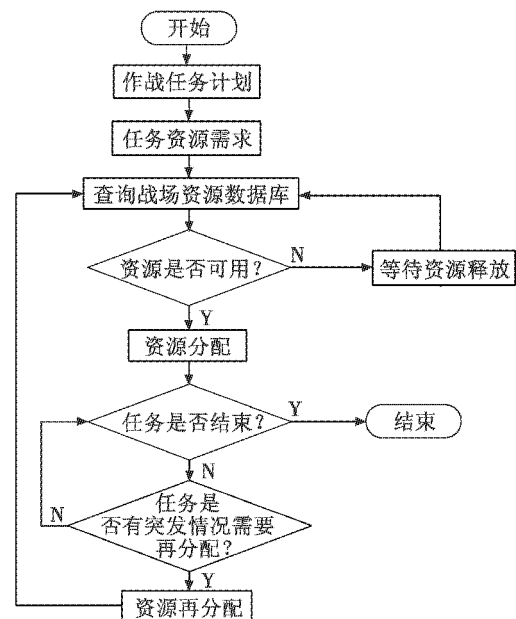 开始
作战任务计划
任务资源需求
查询战场资源数据库
资源是否可用?
N
等待资源释放
Y
资源分配
任务是否结束?
Y
结束
N
任务是
否有突发情况需要
再分配?
N
Y
资源再分配